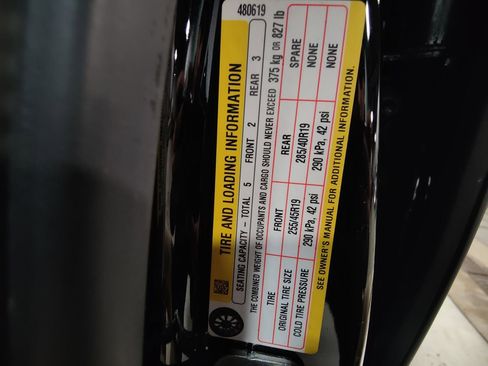 480619
TIRE AND LOADING INFORMATION
SEATING CAPACITY – TOTAL 5 FRONT 2 REAR 3
THE COMBINED WEIGHT OF OCCUPANTS AND CARGO SHOULD NEVER EXCEED 375 kg OR 827 lb
TIRE FRONT REAR SPARE
ORIGINAL TIRE SIZE 255/45R19 285/40R19 NONE
COLD TIRE PRESSURE 290 kPa, 42 psi 290 kPa, 42 psi NONE
SEE OWNER'S MANUAL FOR ADDITIONAL INFORMATION.